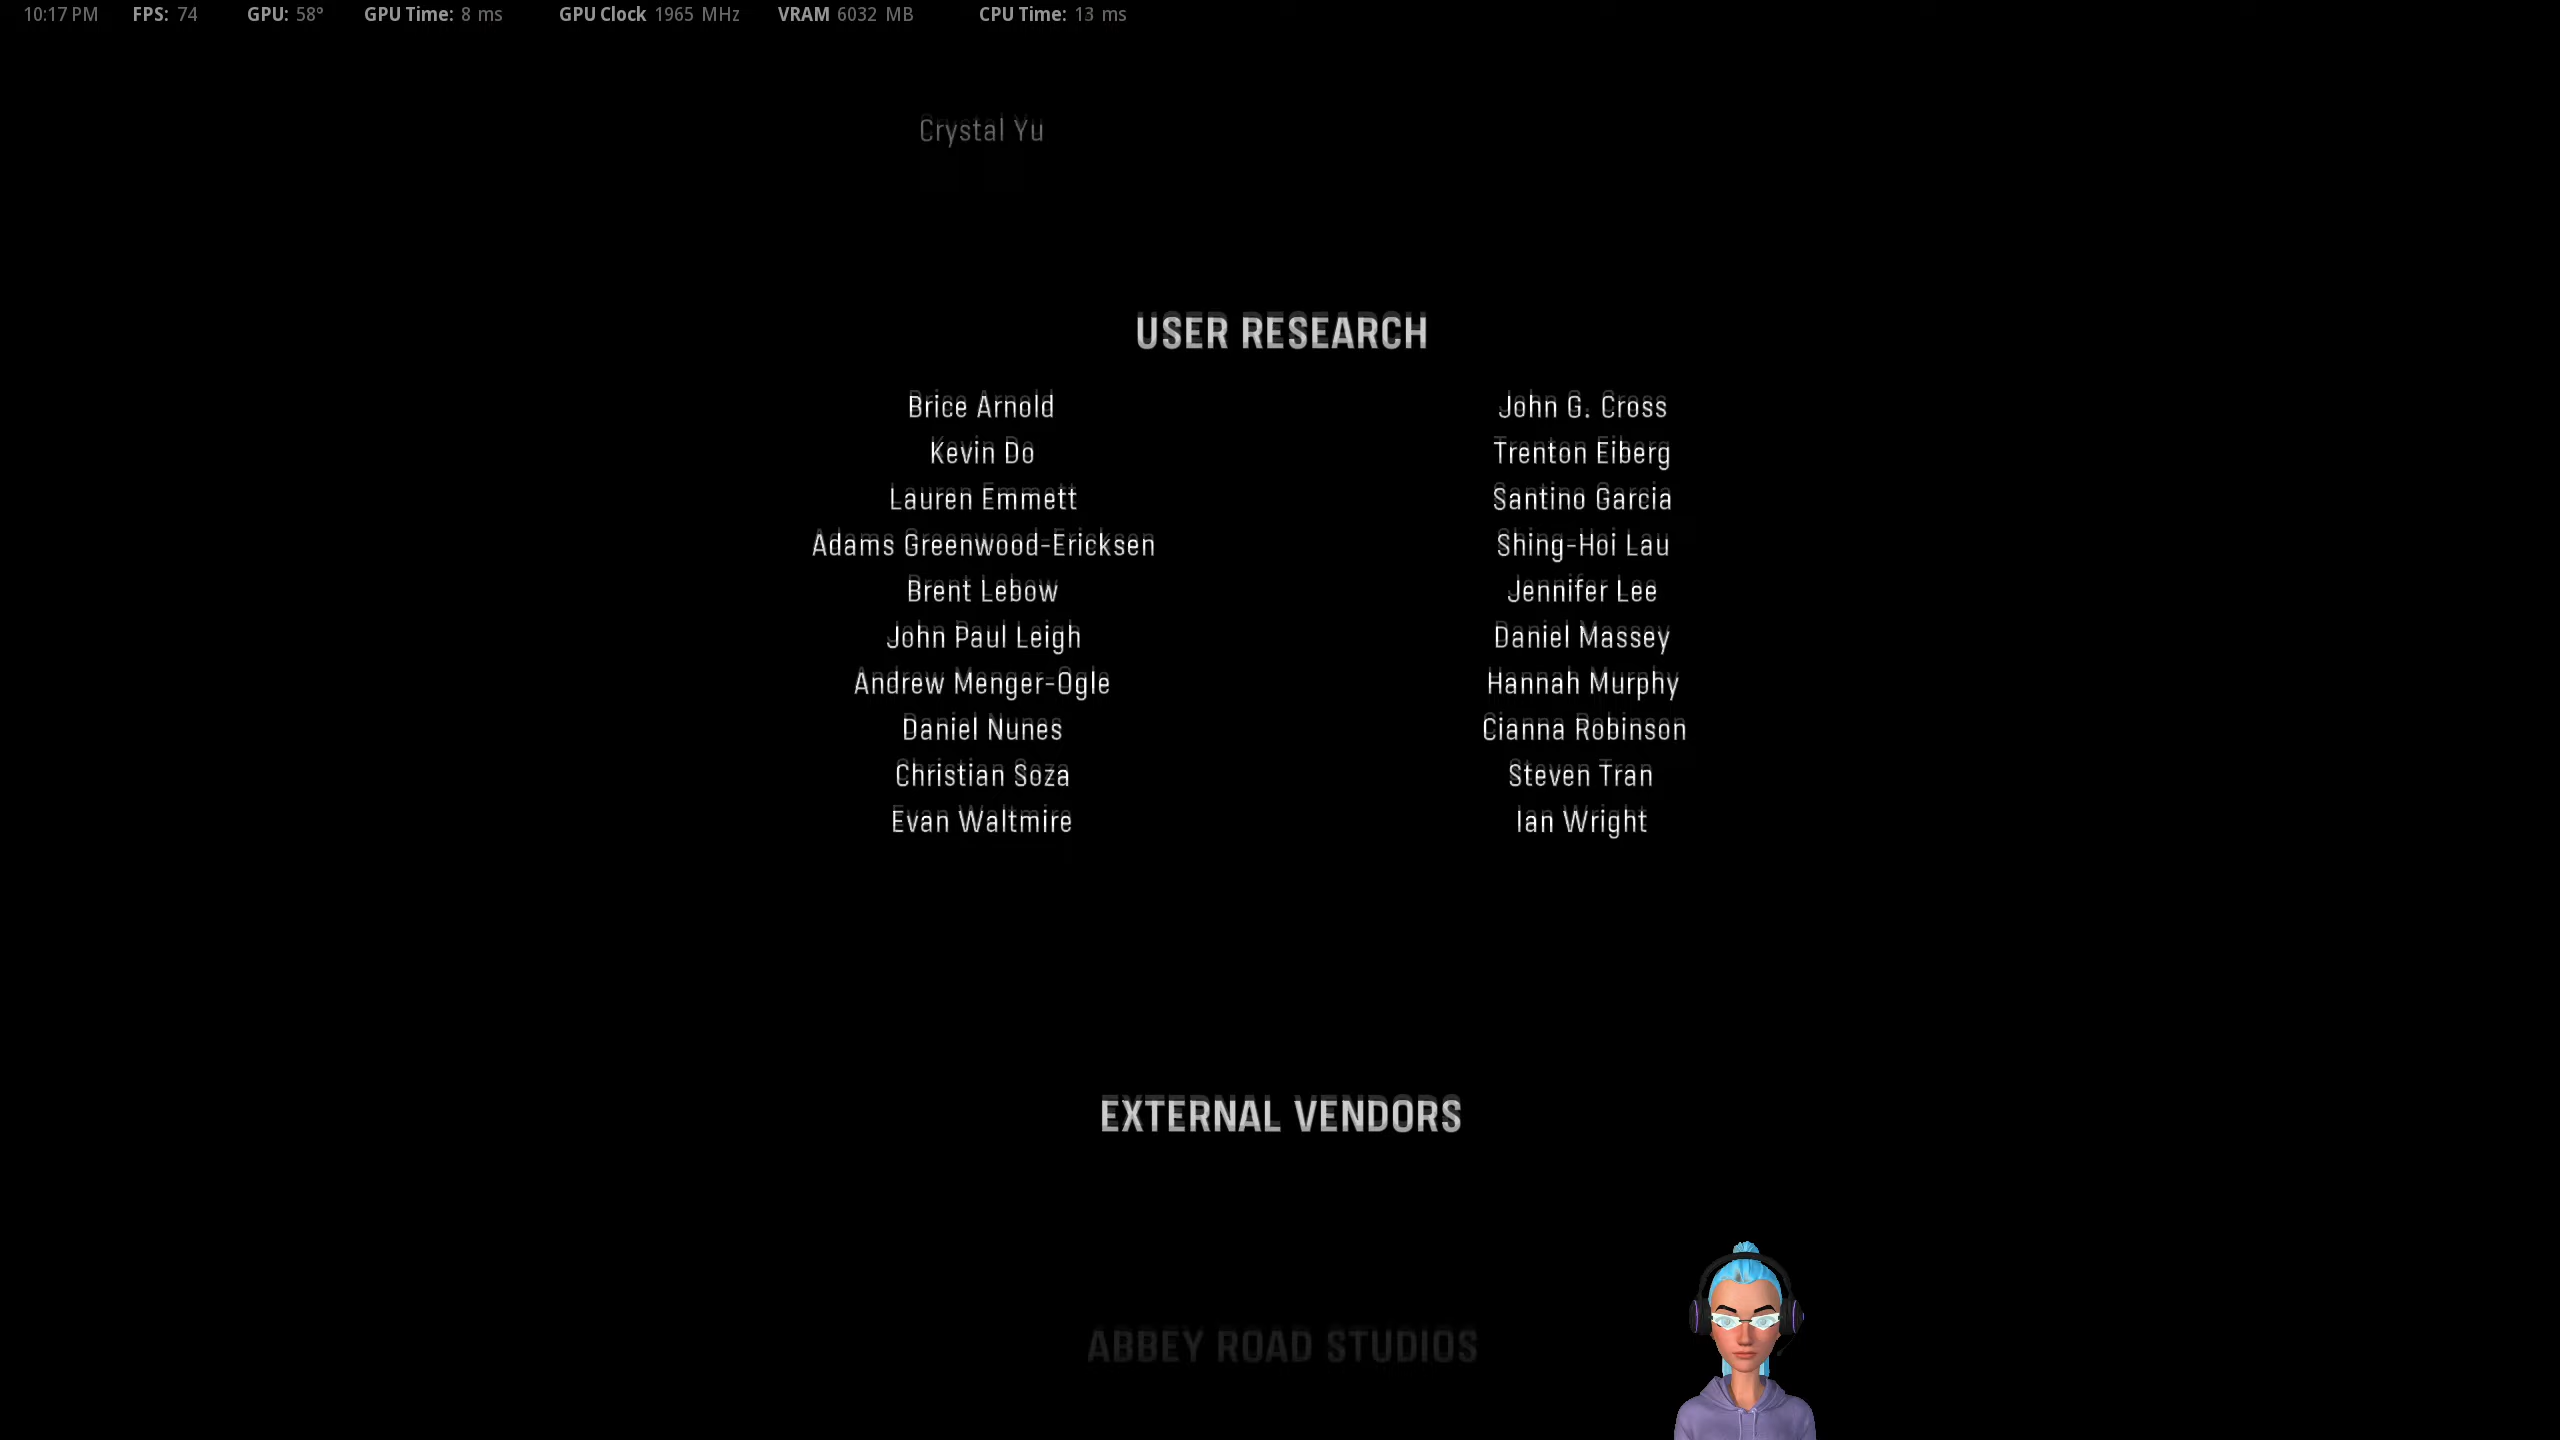 10:17 PM FPS: 74 GPU: 58° GPU Time: 8 ms GPU Clock 1965 MHz VRAM 6032 MB CPU Time: 13 ms
Crystal Yu
USER RESEARCH
Brice Arnold John G. Cross
Kevin Do Trenton Eiberg
Lauren Emmett Santino Garcia
Adams Greenwood-Ericksen Shing-Hoi Lau
Brent Lebow Jennifer Lee
John Paul Leigh Daniel Massey
Andrew Menger-Ogle Hannah Murphy
Daniel Nunes Cianna Robinson
Christian Soza Steven Tran
Evan Waltmire Ian Wright
EXTERNAL VENDORS
ABBEY ROAD STUDIOS